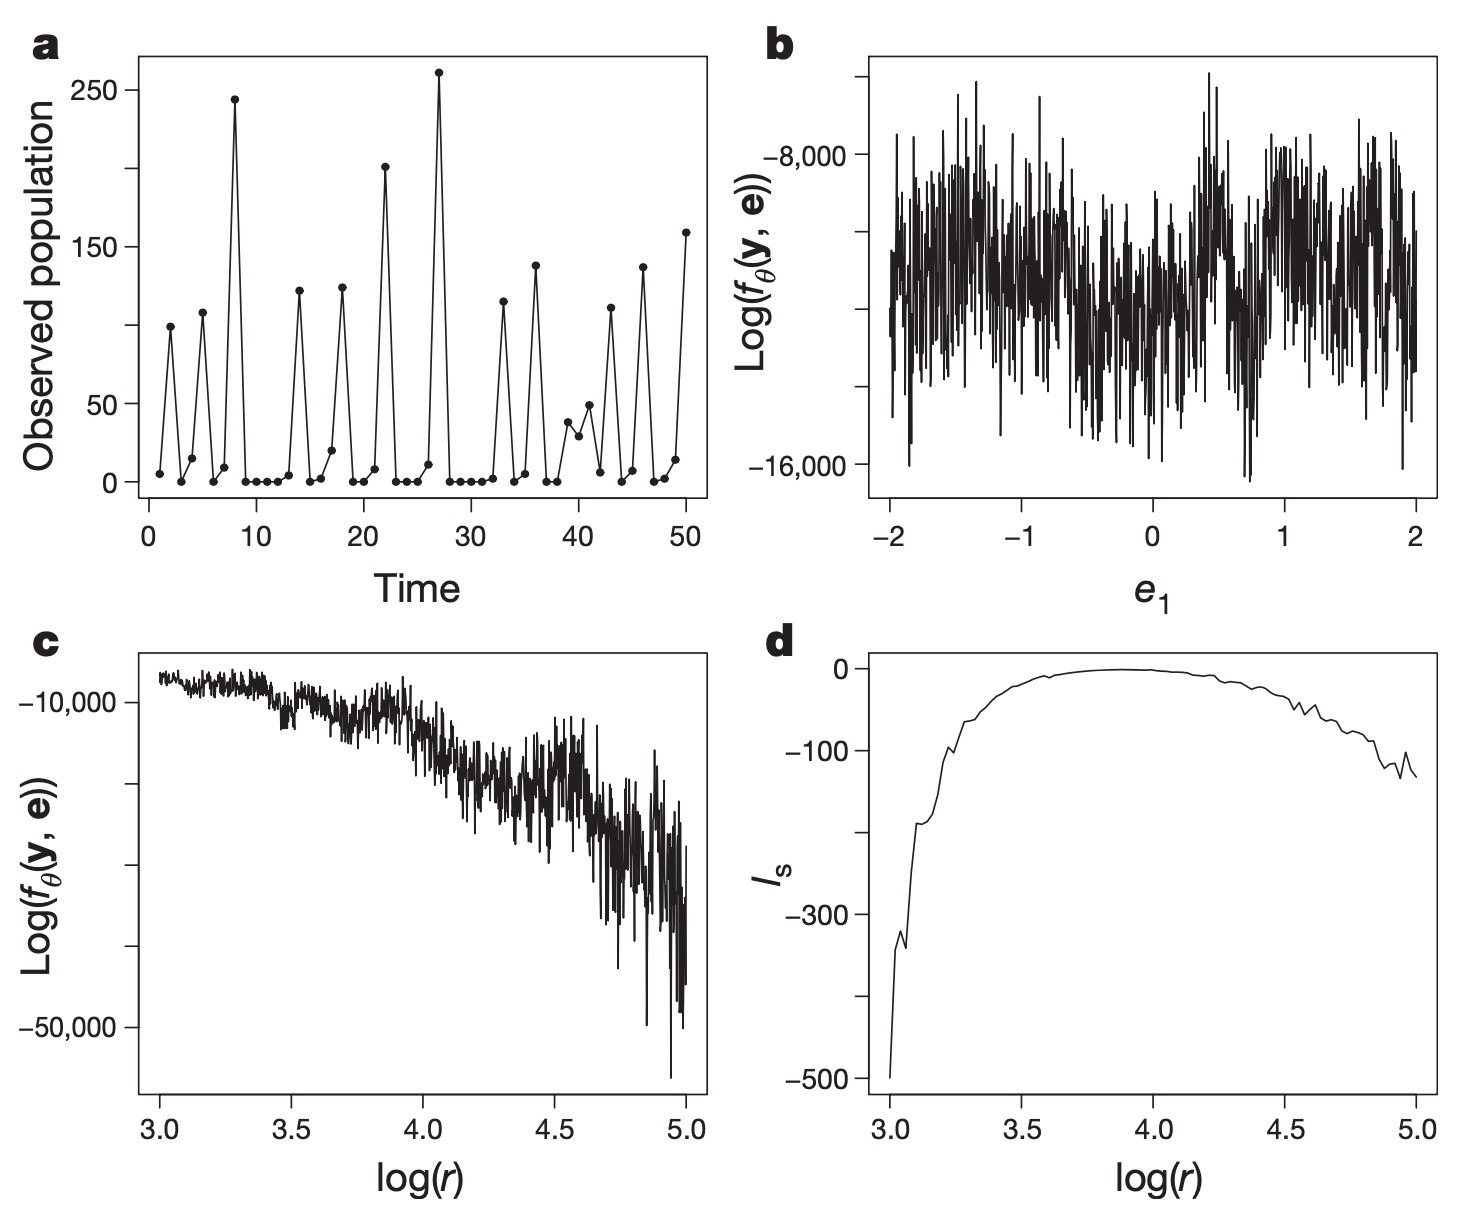 a
Observed population
250
150
50
0
0 10 20 30 40 50
Time
b
Log(fθ(y, e))
−8,000
−16,000
−2 −1 0 1 2
e1
c
Log(fθ(y, e))
−10,000
−50,000
3.0 3.5 4.0 4.5 5.0
log(r)
d
ls
0
−100
−300
−500
3.0 3.5 4.0 4.5 5.0
log(r)